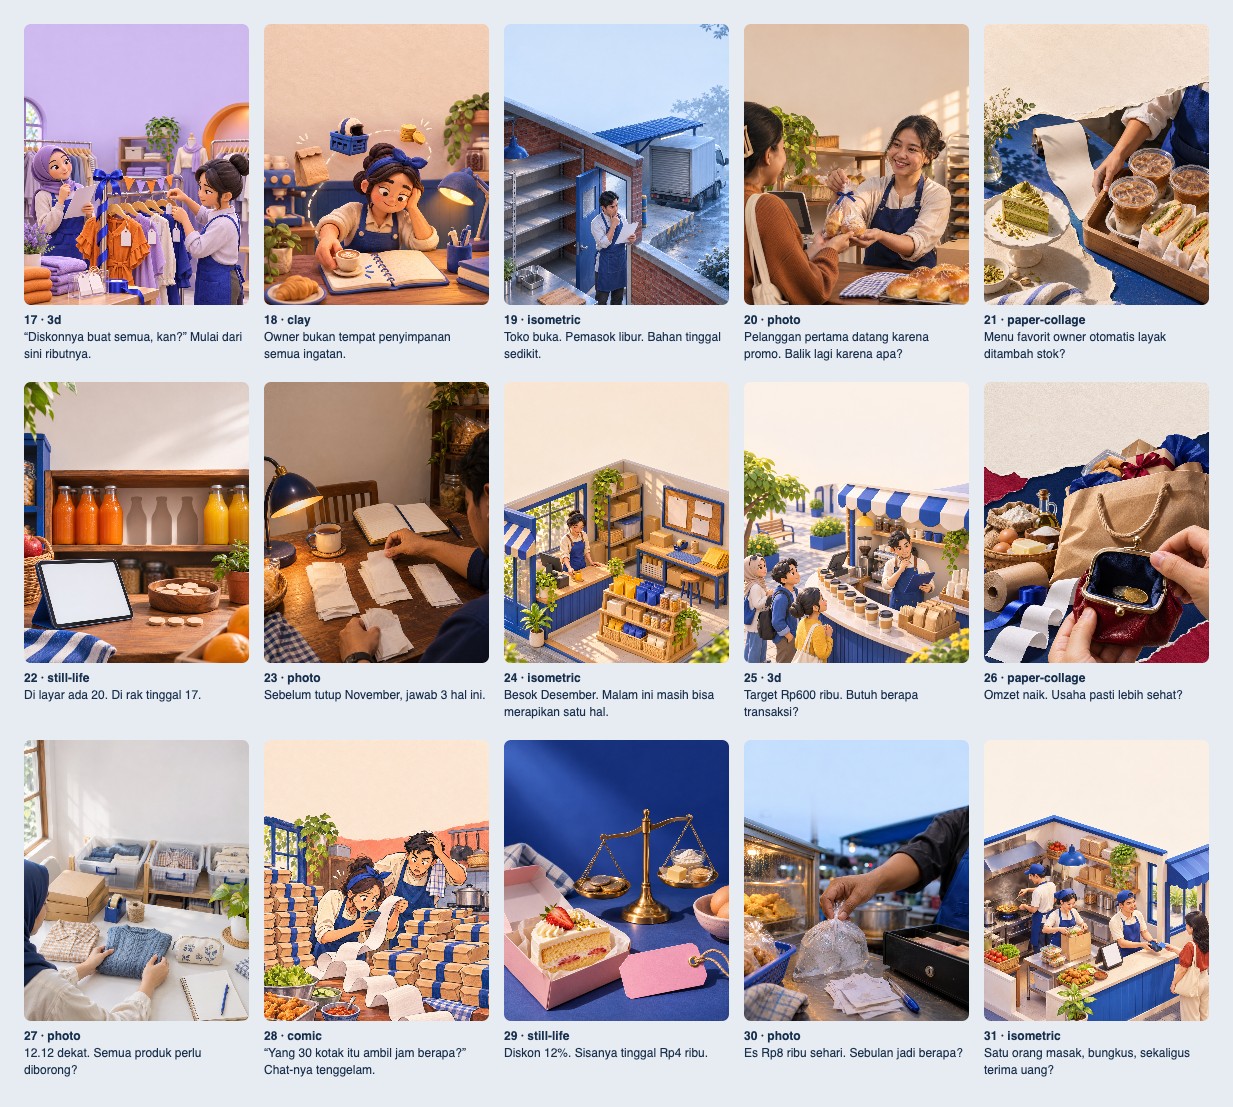 17 · 3d
“Diskonnya buat semua, kan?” Mulai dari
sini ributnya.
18 · clay
Owner bukan tempat penyimpanan
semua ingatan.
19 · isometric
Toko buka. Pemasok libur. Bahan tinggal
sedikit.
20 · photo
Pelanggan pertama datang karena
promo. Balik lagi karena apa?
21 · paper-collage
Menu favorit owner otomatis layak
ditambah stok?
22 · still-life
Di layar ada 20. Di rak tinggal 17.
23 · photo
Sebelum tutup November, jawab 3 hal ini.
24 · isometric
Besok Desember. Malam ini masih bisa
merapikan satu hal.
25 · 3d
Target Rp600 ribu. Butuh berapa
transaksi?
26 · paper-collage
Omzet naik. Usaha pasti lebih sehat?
27 · photo
12.12 dekat. Semua produk perlu
diborong?
28 · comic
“Yang 30 kotak itu ambil jam berapa?”
Chat-nya tenggelam.
29 · still-life
Diskon 12%. Sisanya tinggal Rp4 ribu.
30 · photo
Es Rp8 ribu sehari. Sebulan jadi berapa?
31 · isometric
Satu orang masak, bungkus, sekaligus
terima uang?